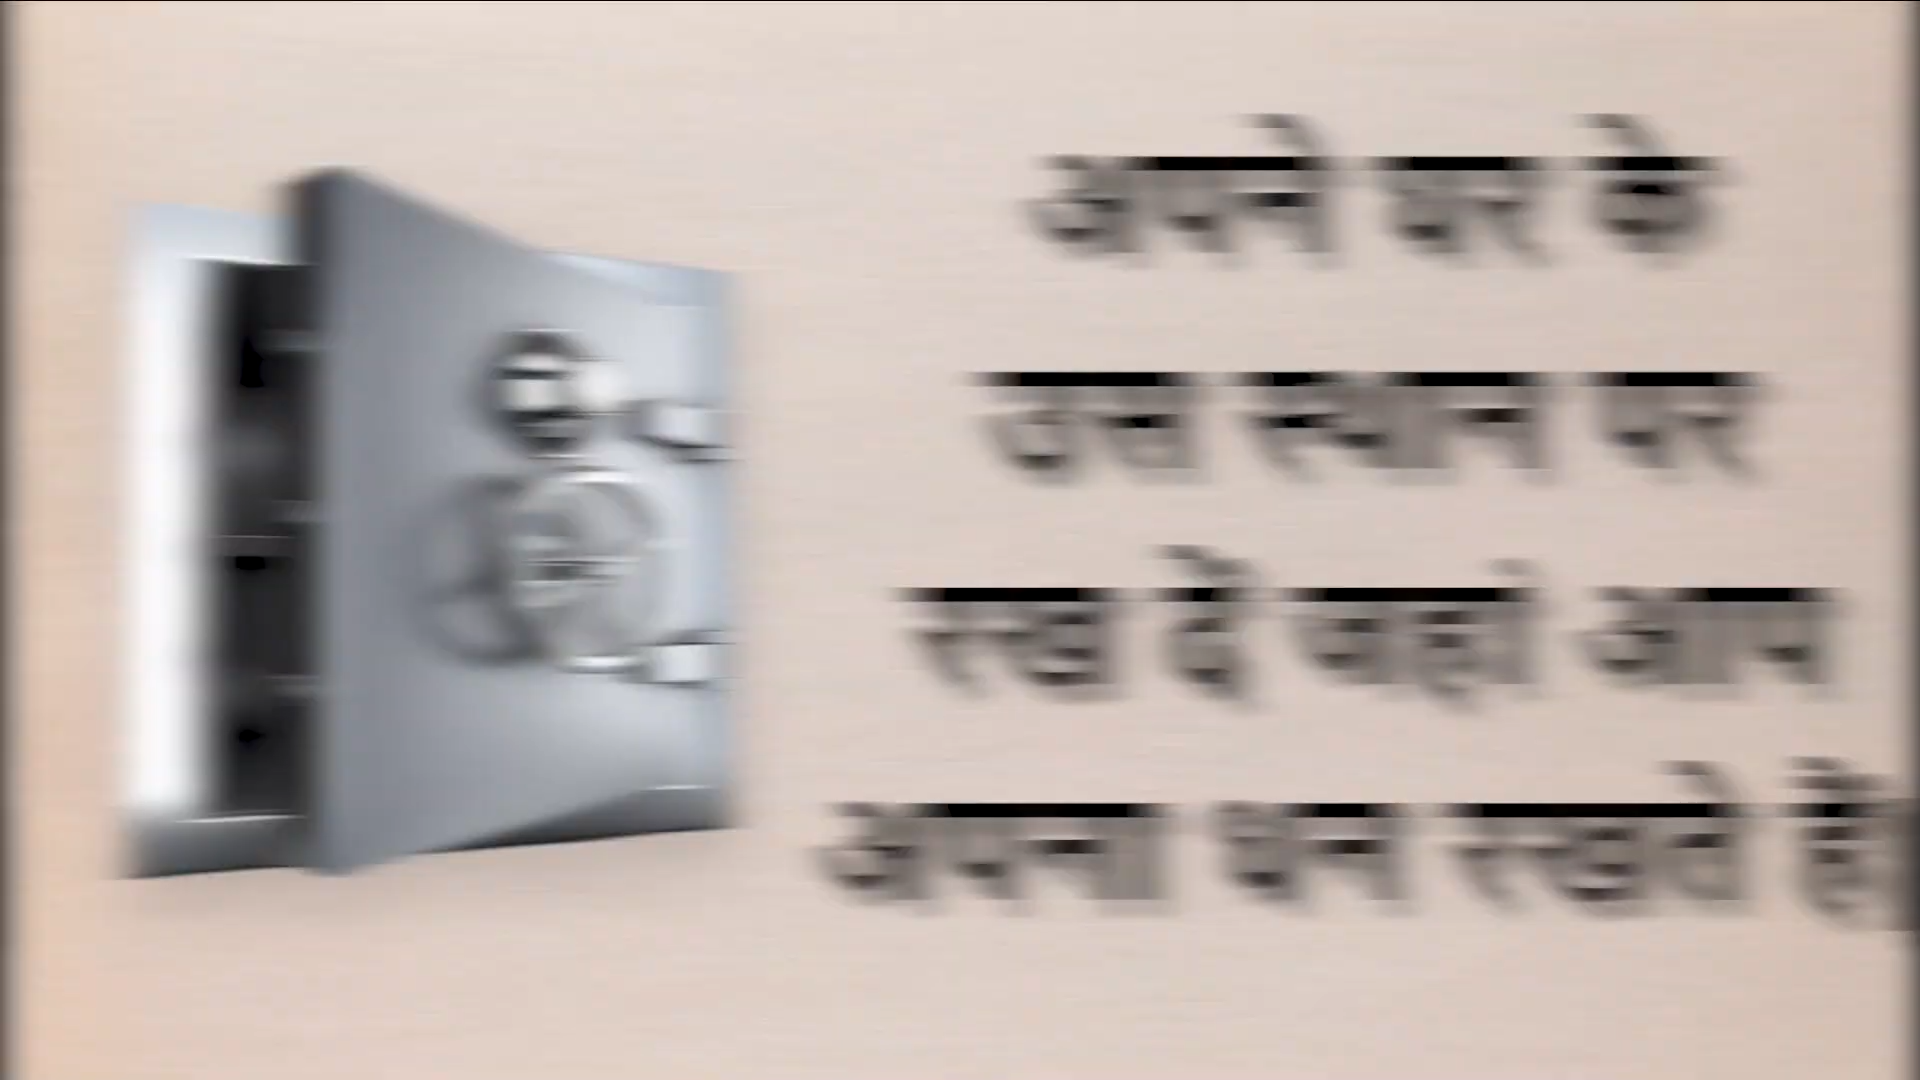 अपने घर के
उस स्थान पर
रख दें जहां आप
अपना धन रखते हैं